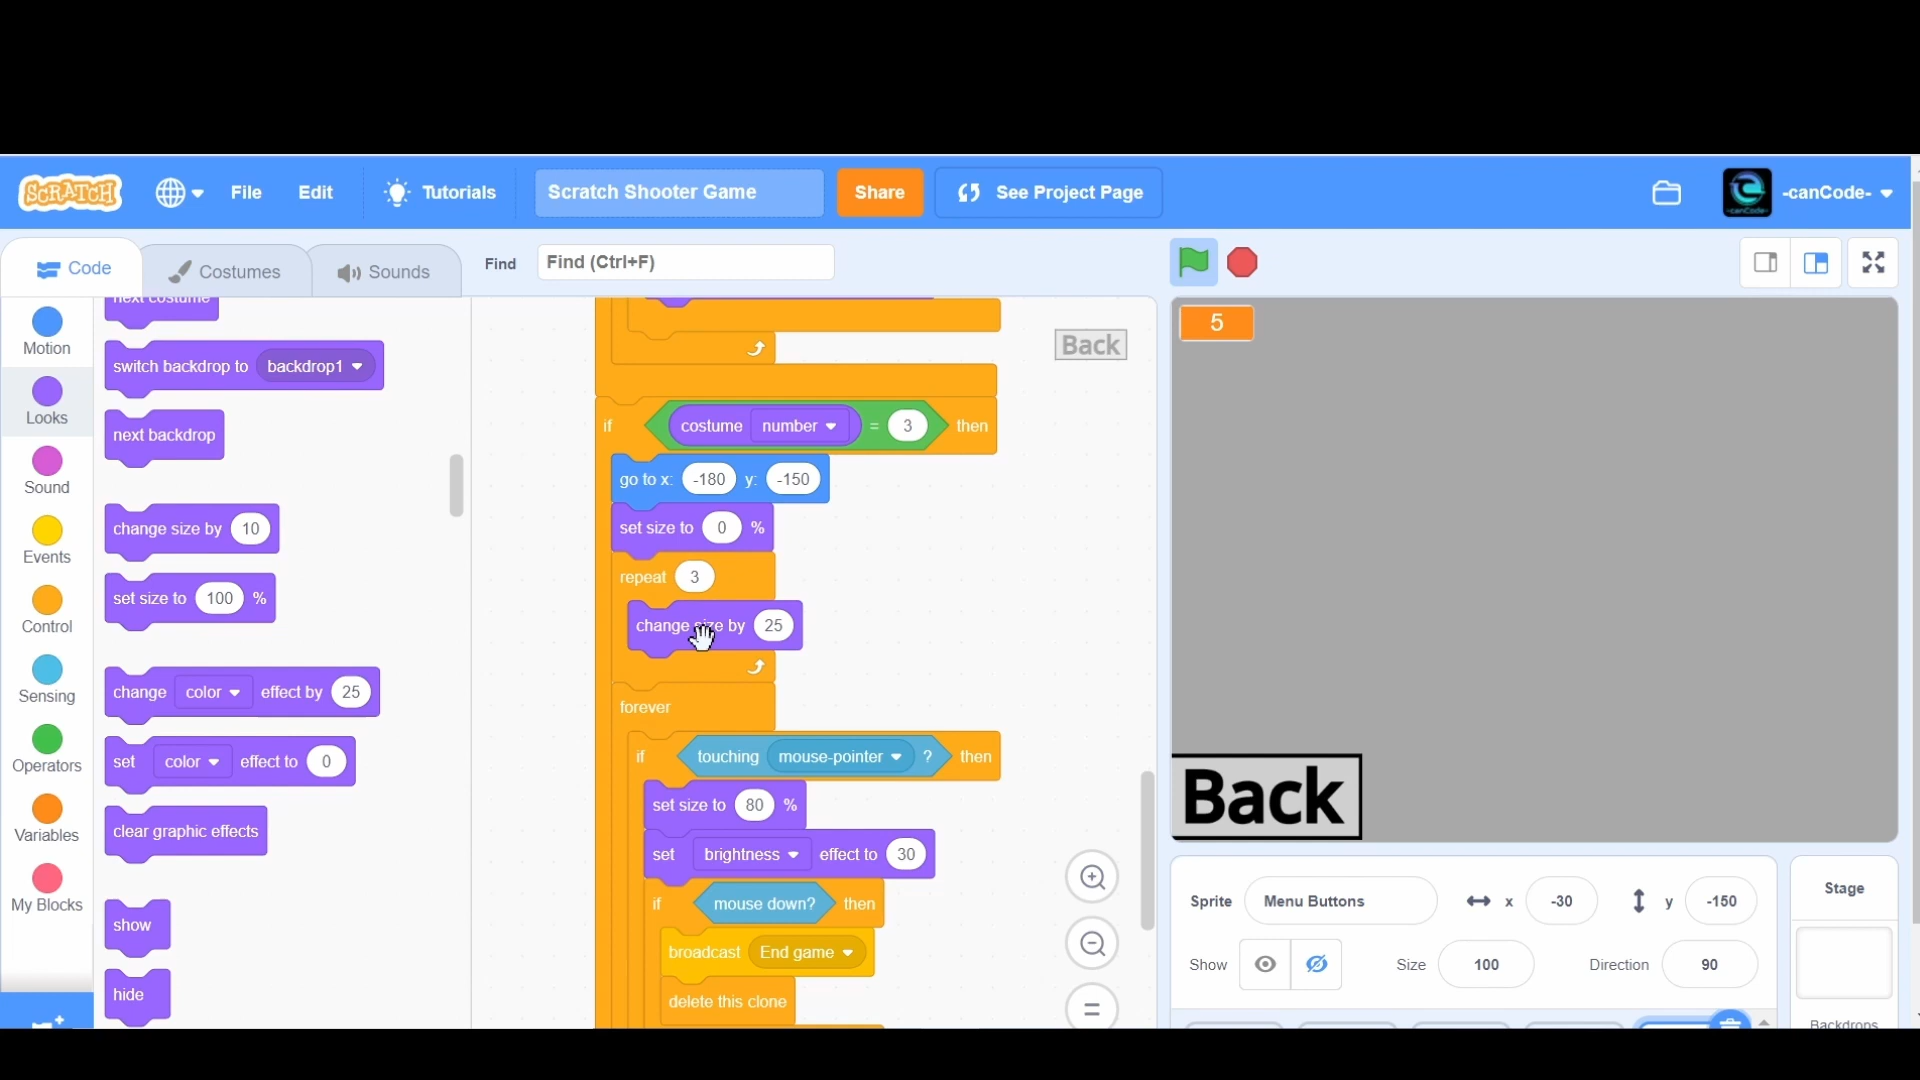 SCRATCH
File
Edit
Tutorials
Scratch Shooter Game
Share
See Project Page
-canCode-
Code
Costumes
Sounds
Find
Find (Ctrl+F)
Motion
Looks
Sound
Events
Control
Sensing
Operators
Variables
My Blocks
next costume
switch backdrop to backdrop1
next backdrop
change size by 10
set size to 100 %
change color effect by 25
set color effect to 0
clear graphic effects
show
hide
Back
if costume number = 3 then
go to x: -180 y: -150
set size to 0 %
repeat 3
change size by 25
forever
if touching mouse-pointer ? then
set size to 80 %
set brightness effect to 30
if mouse down? then
broadcast End game
delete this clone
5
Back
Sprite Menu Buttons x -30 y -150
Show Size 100 Direction 90
Stage
Backdrops